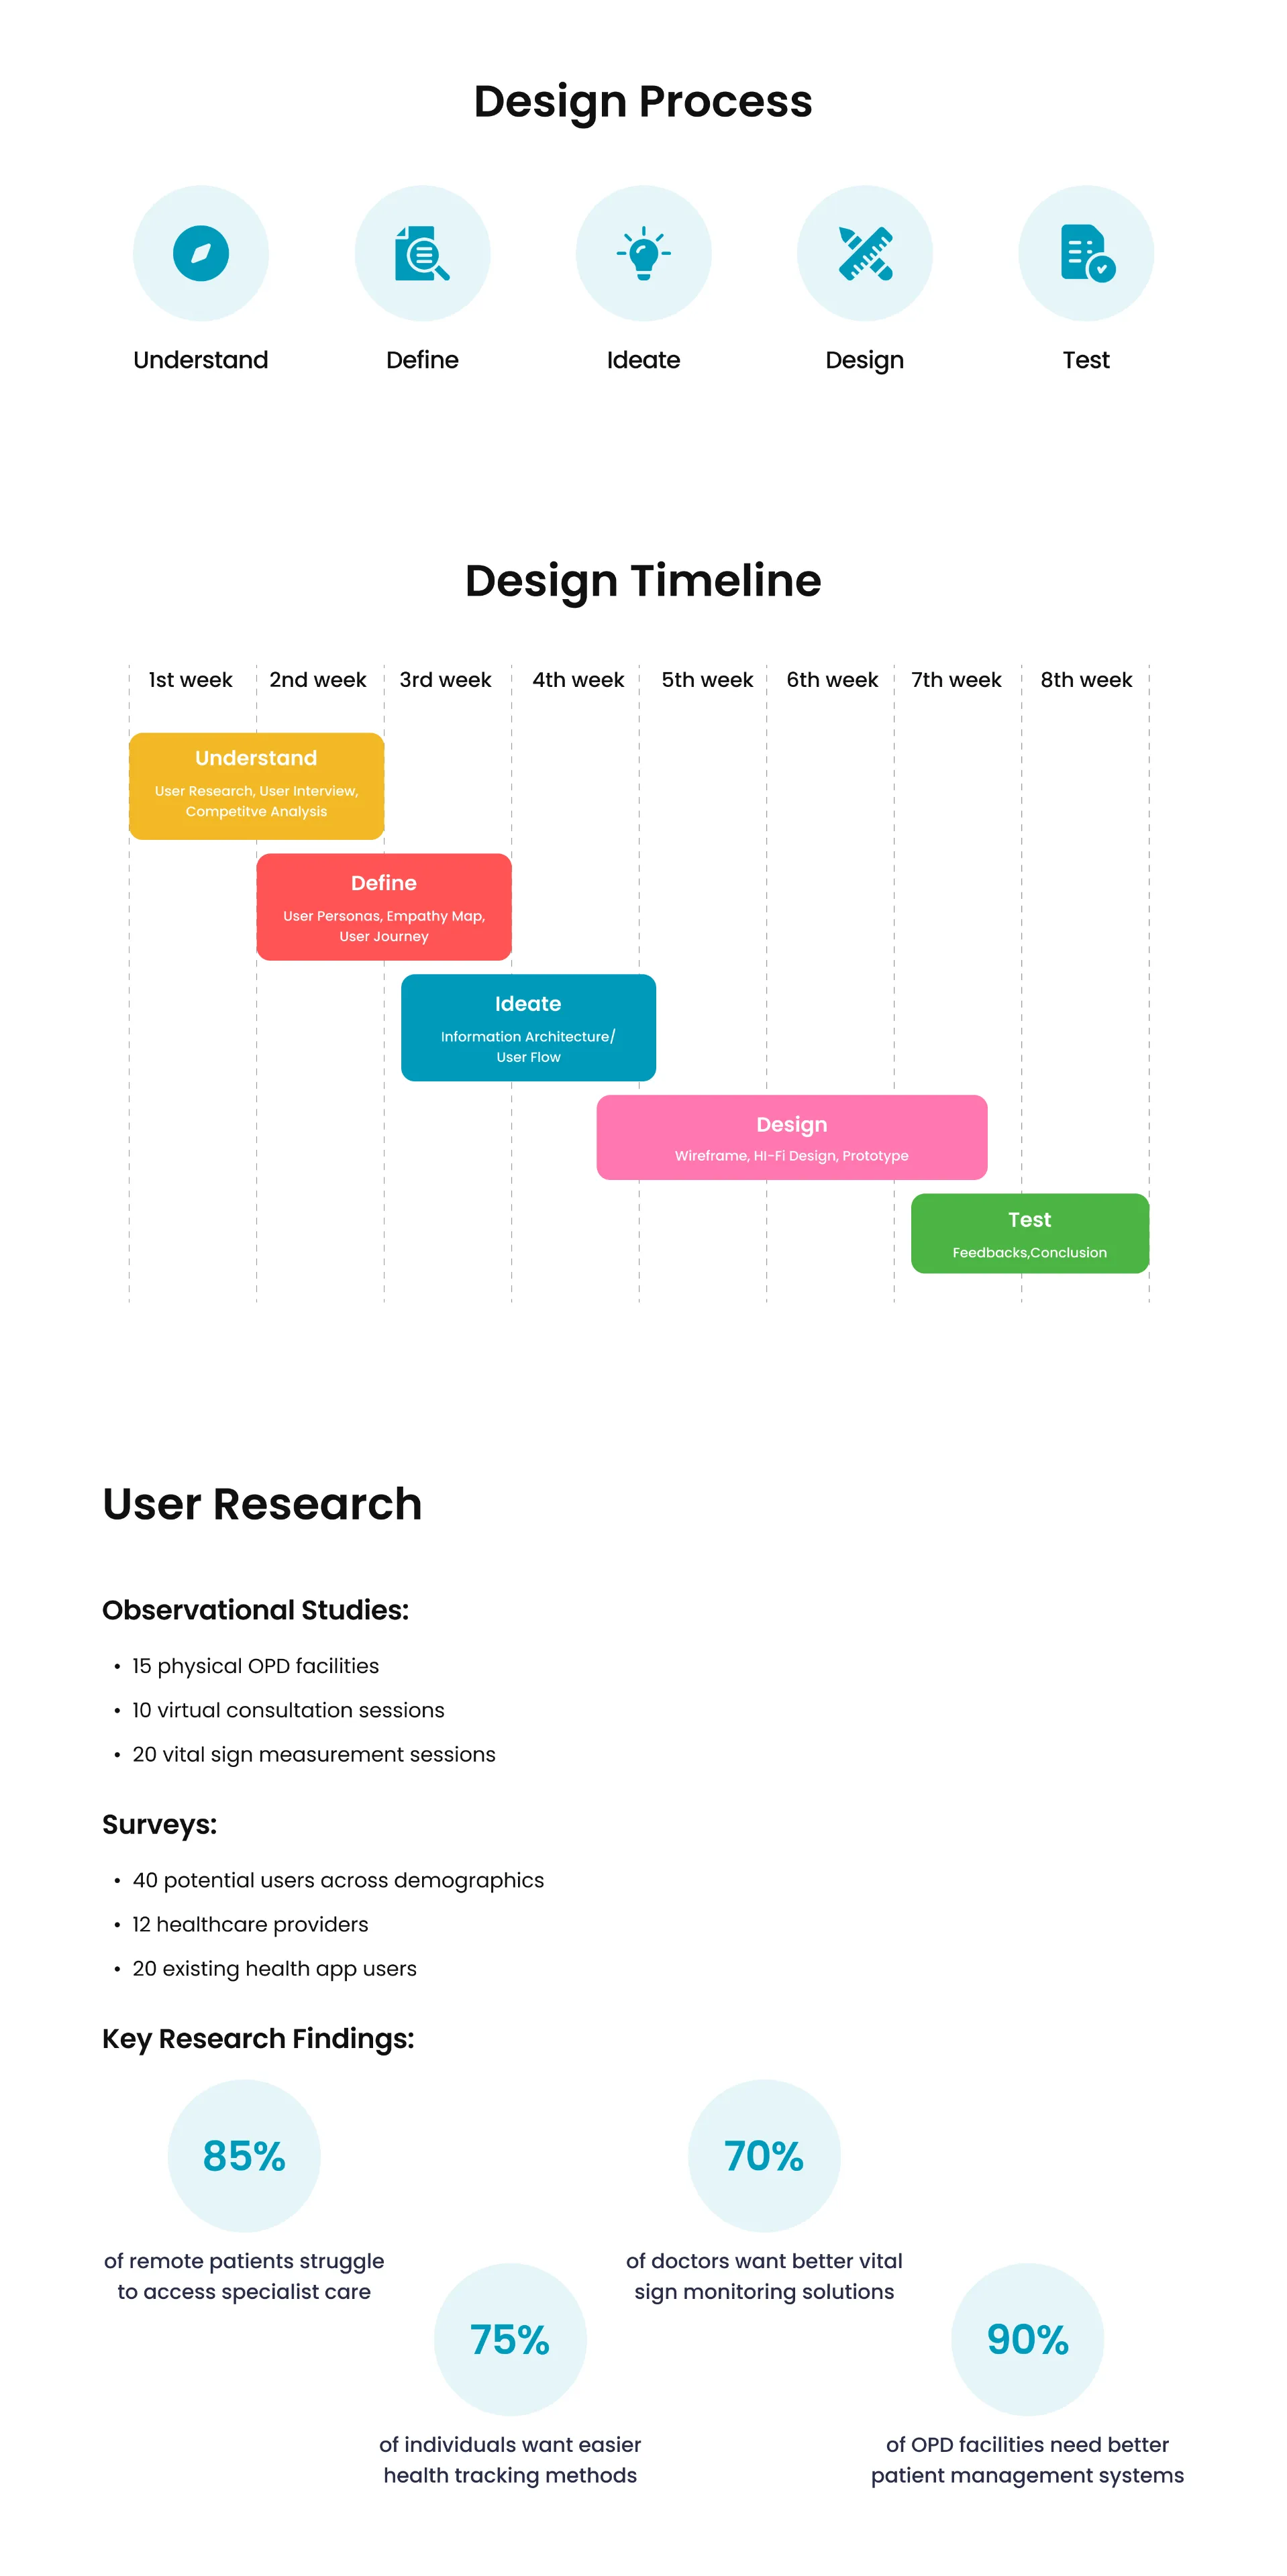 Design Process
Understand
Define
Ideate
Design
Test
Design Timeline
1st week
2nd week
3rd week
4th week
5th week
6th week
7th week
8th week
Understand
User Research, User Interview,
Competitve Analysis
Define
User Personas, Empathy Map,
User Journey
Ideate
Information Architecture/
User Flow
Design
Wireframe, HI-Fi Design, Prototype
Test
Feedbacks,Conclusion
User Research
Observational Studies:
• 15 physical OPD facilities
• 10 virtual consultation sessions
• 20 vital sign measurement sessions
Surveys:
• 40 potential users across demographics
• 12 healthcare providers
• 20 existing health app users
Key Research Findings:
85%
of remote patients struggle
to access specialist care
75%
of individuals want easier
health tracking methods
70%
of doctors want better vital
sign monitoring solutions
90%
of OPD facilities need better
patient management systems